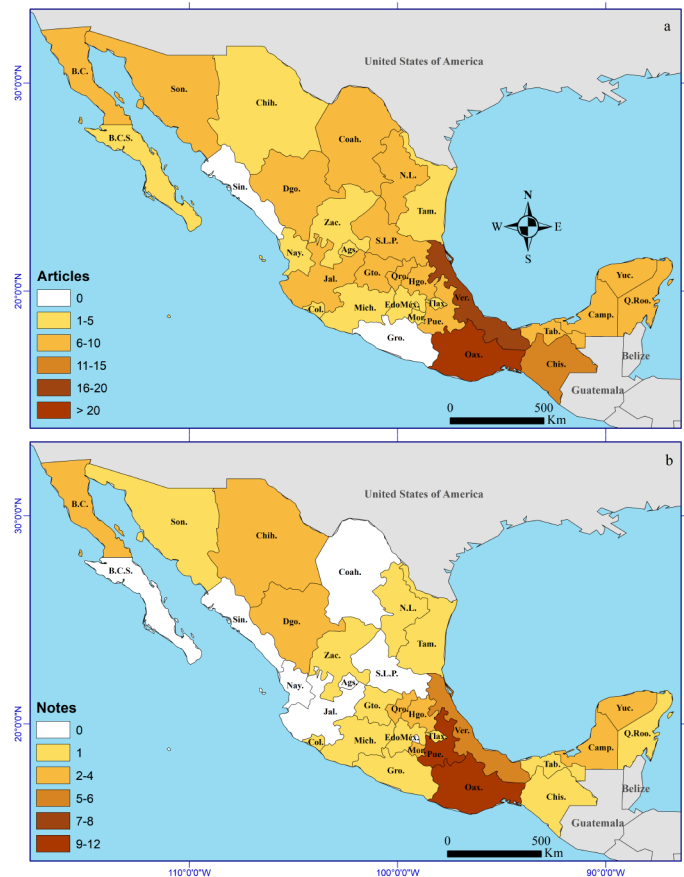 a
United States of America
30°0'0"N
B.C.
Son.
Chih.
B.C.S.
Coah.
Sin.
Dgo.
N.L.
Tam.
Zac.
N
W E
S
S.L.P.
Nay.
Ags.
Articles
0
1-5
6-10
11-15
16-20
> 20
20°0'0"N
Jal.
Gto.
Qro.
Hgo.
Col.
Mich.
EdoMéx.
Tlax.
Mor.
Pue.
Ver.
Gro.
Oax.
Tab.
Chis.
Camp.
Yuc.
Q.Roo.
Belize
Guatemala
0 500
Km
b
United States of America
30°0'0"N
B.C.
Son.
Chih.
B.C.S.
Coah.
Sin.
Dgo.
N.L.
Tam.
Zac.
S.L.P.
Nay.
Ags.
Notes
0
1
2-4
5-6
7-8
9-12
20°0'0"N
Jal.
Gto.
Qro.
Hgo.
Col.
Mich.
EdoMéx.
Tlax.
Mor.
Pue.
Ver.
Gro.
Oax.
Tab.
Chis.
Camp.
Yuc.
Q.Roo.
Belize
Guatemala
0 500
Km
110°0'0"W 100°0'0"W 90°0'0"W